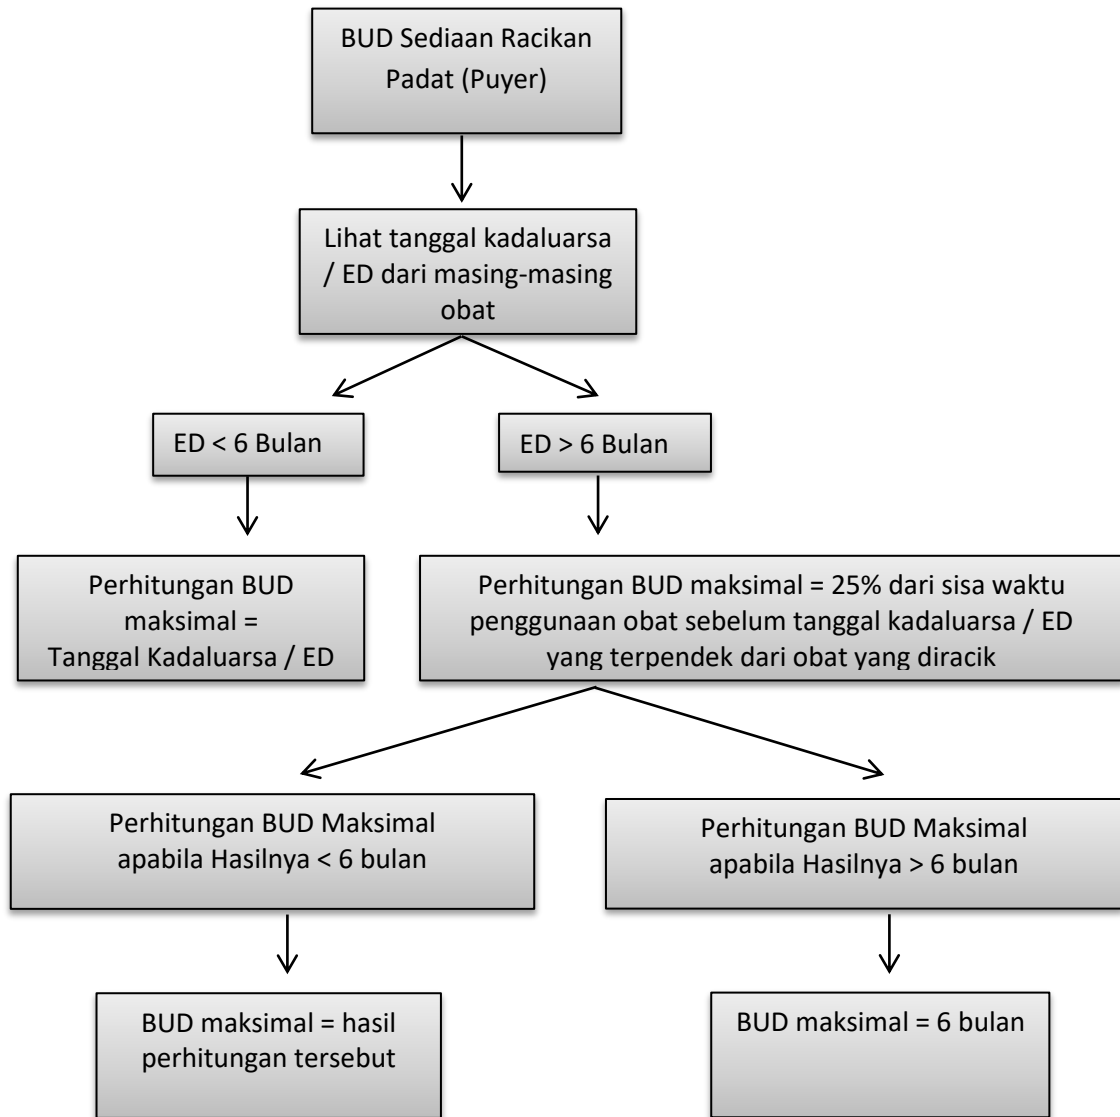 BUD Sediaan Racikan
Padat (Puyer)
Lihat tanggal kadaluarsa
/ ED dari masing-masing
obat
ED < 6 Bulan
ED > 6 Bulan
Perhitungan BUD
maksimal =
Tanggal Kadaluarsa / ED
Perhitungan BUD maksimal = 25% dari sisa waktu
penggunaan obat sebelum tanggal kadaluarsa / ED
yang terpendek dari obat yang diracik
Perhitungan BUD Maksimal
apabila Hasilnya < 6 bulan
Perhitungan BUD Maksimal
apabila Hasilnya > 6 bulan
BUD maksimal = hasil
perhitungan tersebut
BUD maksimal = 6 bulan